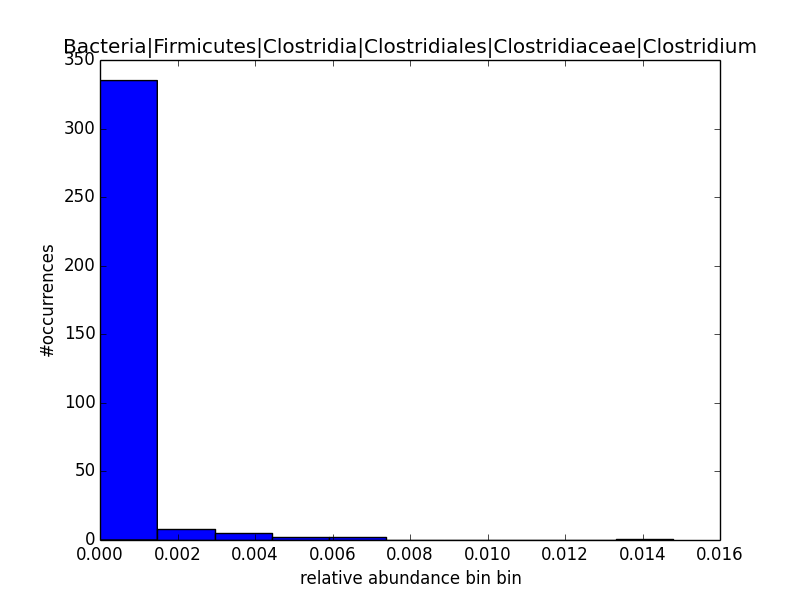 Bacteria|Firmicutes|Clostridia|Clostridiales|Clostridiaceae|Clostridium
350
300
250
200
150
100
50
0
#occurrences
0.000 0.002 0.004 0.006 0.008 0.010 0.012 0.014 0.016
relative abundance bin bin